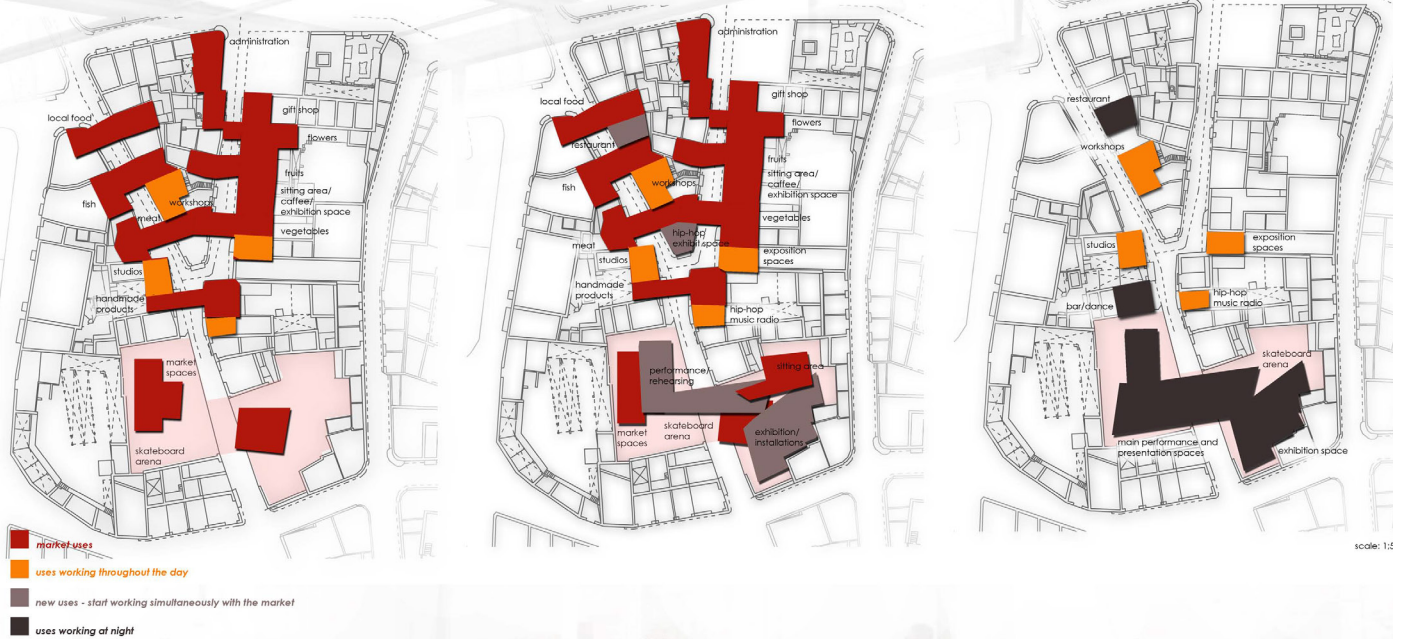 administration
gift shop
local food
flowers
fruits
sitting area/
caffee/
exhibition space
fish
workshops
meat
vegetables
studios
handmade
products
market
spaces
skateboard
arena
administration
gift shop
local food
flowers
restaurant
fruits
sitting area/
caffee/
exhibition space
fish
workshops
vegetables
hip-hop
exhibit space
meat
studios
exposition
spaces
handmade
products
hip-hop
music radio
performance/
rehearsing
sitting area
market
spaces
skateboard
arena
exhibition/
installations
restaurant
workshops
studios
exposition
spaces
bar/dance
hip-hop
music radio
skateboard
arena
main performance and
presentation spaces
exhibition space
scale: 1:5
market uses
uses working throughout the day
new uses - start working simultaneously with the market
uses working at night